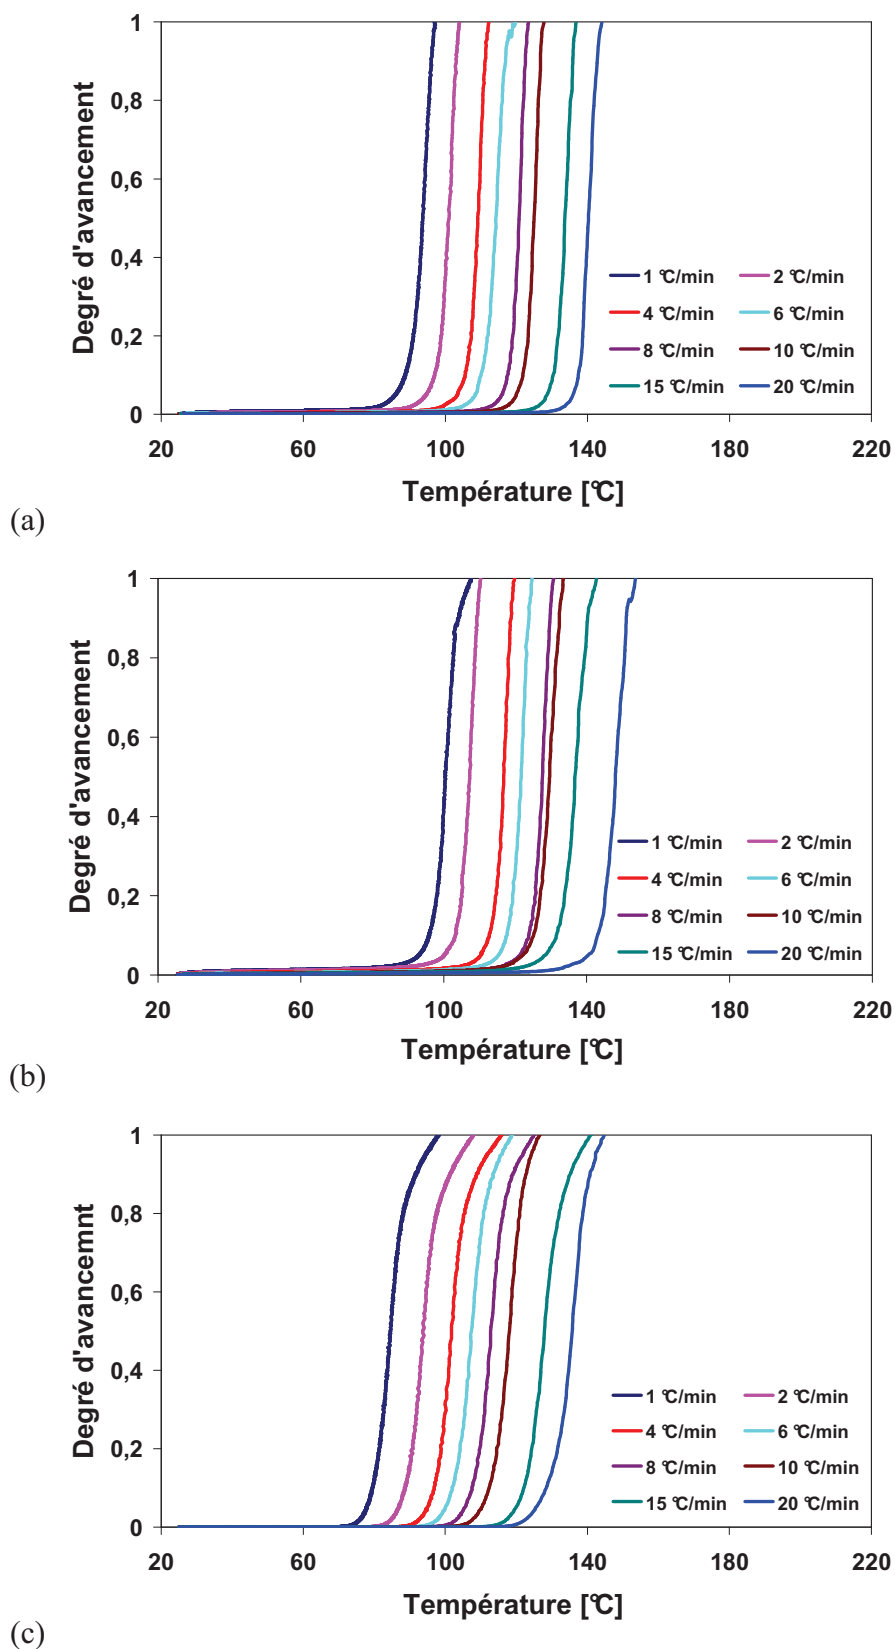 1
0,8
0,6
0,4
0,2
0
Degré d'avancement
1 °C/min 2 °C/min
4 °C/min 6 °C/min
8 °C/min 10 °C/min
15 °C/min 20 °C/min
20 60 100 140 180 220
Température [°C]
(a)
1
0,8
0,6
0,4
0,2
0
Degré d'avancement
1 °C/min 2 °C/min
4 °C/min 6 °C/min
8 °C/min 10 °C/min
15 °C/min 20 °C/min
20 60 100 140 180 220
Température [°C]
(b)
1
0,8
0,6
0,4
0,2
0
Degré d'avancemnt
1 °C/min 2 °C/min
4 °C/min 6 °C/min
8 °C/min 10 °C/min
15 °C/min 20 °C/min
20 60 100 140 180 220
Température [°C]
(c)